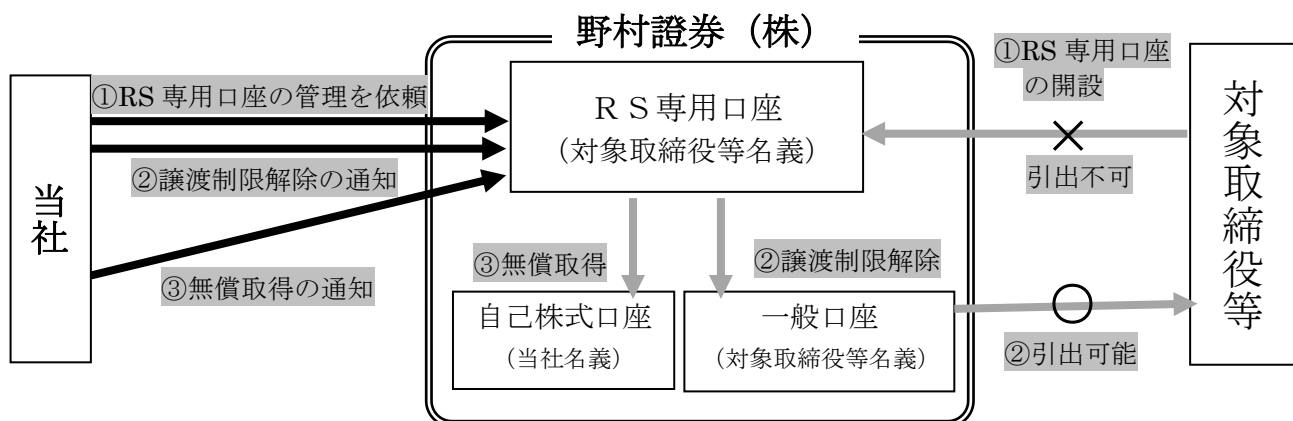 野村證券（株）
当社
①RS 専用口座の管理を依頼
②譲渡制限解除の通知
③無償取得の通知
ＲＳ専用口座
（対象取締役等名義）
①RS 専用口座
の開設
引出不可
③無償取得
②譲渡制限解除
自己株式口座
（当社名義）
一般口座
（対象取締役等名義）
②引出可能
対象取締役等